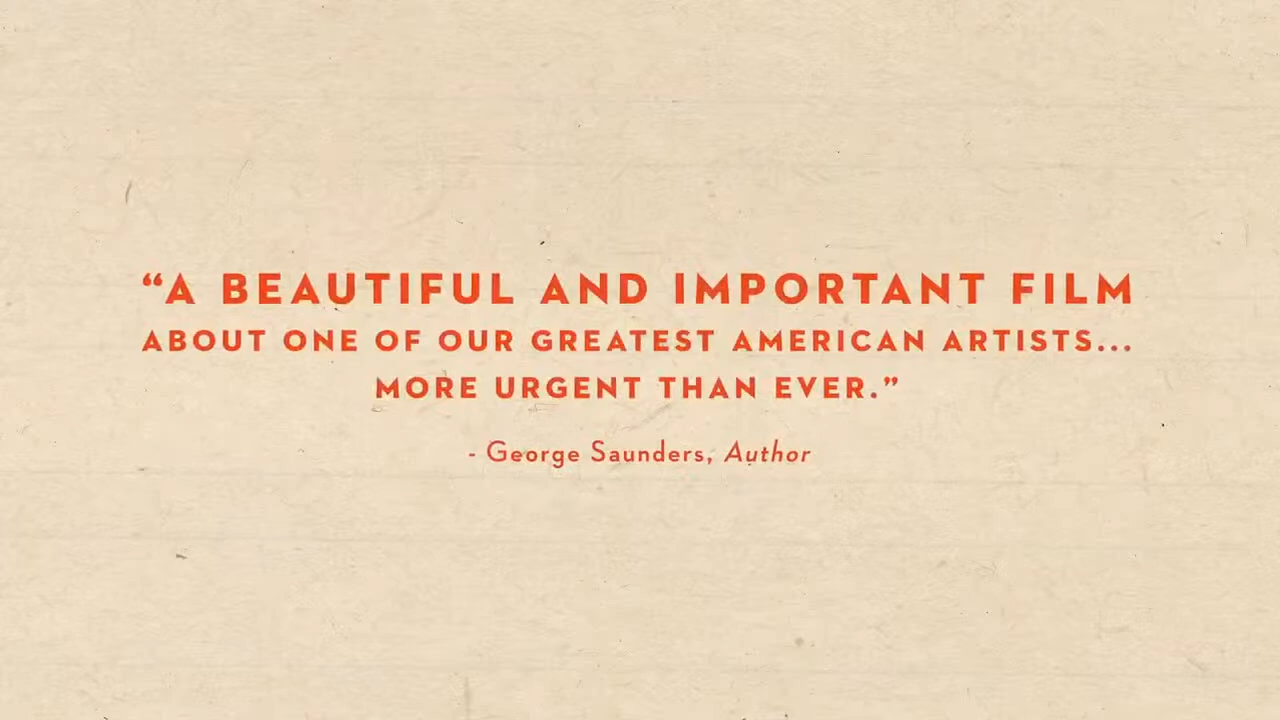 “A BEAUTIFUL AND IMPORTANT FILM
ABOUT ONE OF OUR GREATEST AMERICAN ARTISTS...
MORE URGENT THAN EVER.”
- George Saunders, Author